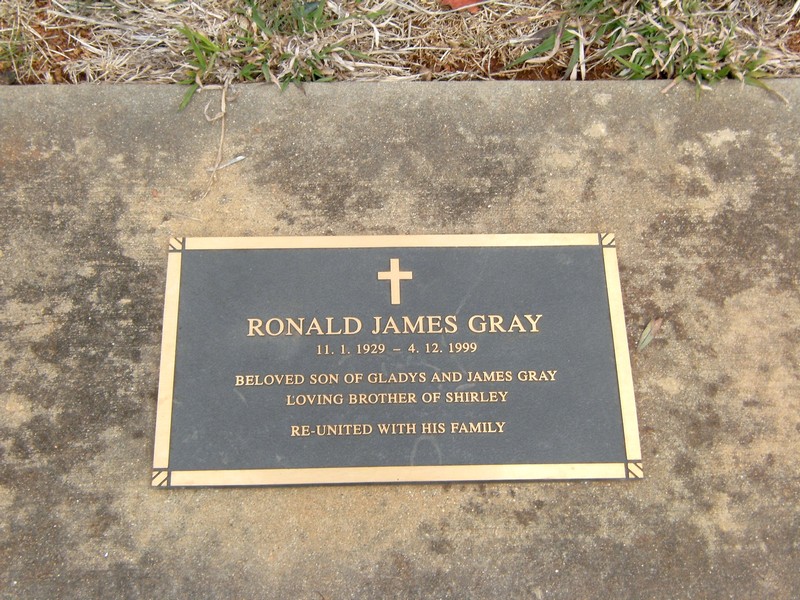 RONALD JAMES GRAY
11. 1. 1929 – 4. 12. 1999
BELOVED SON OF GLADYS AND JAMES GRAY
LOVING BROTHER OF SHIRLEY
RE-UNITED WITH HIS FAMILY